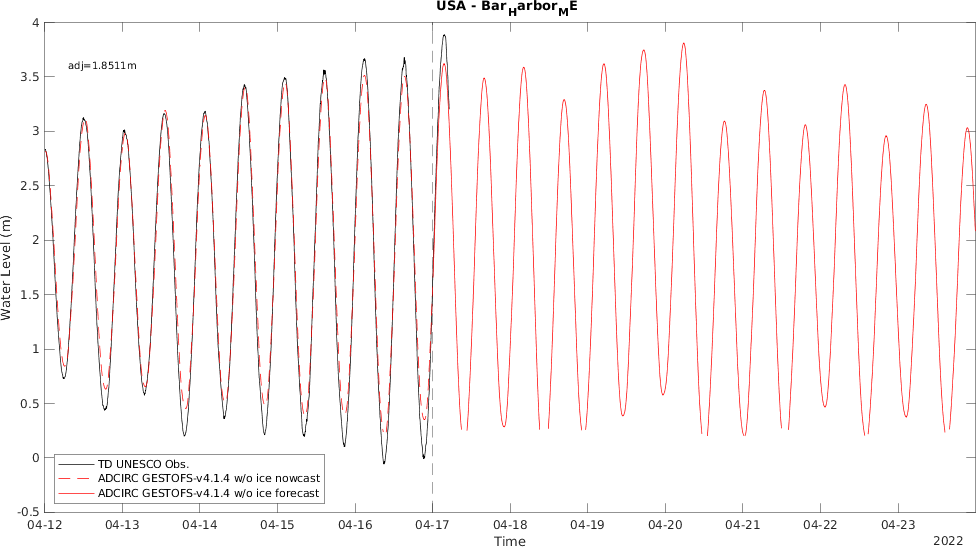 USA - BarHarborME
adj=1.8511m
4
3.5
3
2.5
2
1.5
1
0.5
0
-0.5
Water Level (m)
TD UNESCO Obs.
ADCIRC GESTOFS-v4.1.4 w/o ice nowcast
ADCIRC GESTOFS-v4.1.4 w/o ice forecast
04-12 04-13 04-14 04-15 04-16 04-17 04-18 04-19 04-20 04-21 04-22 04-23
Time
2022